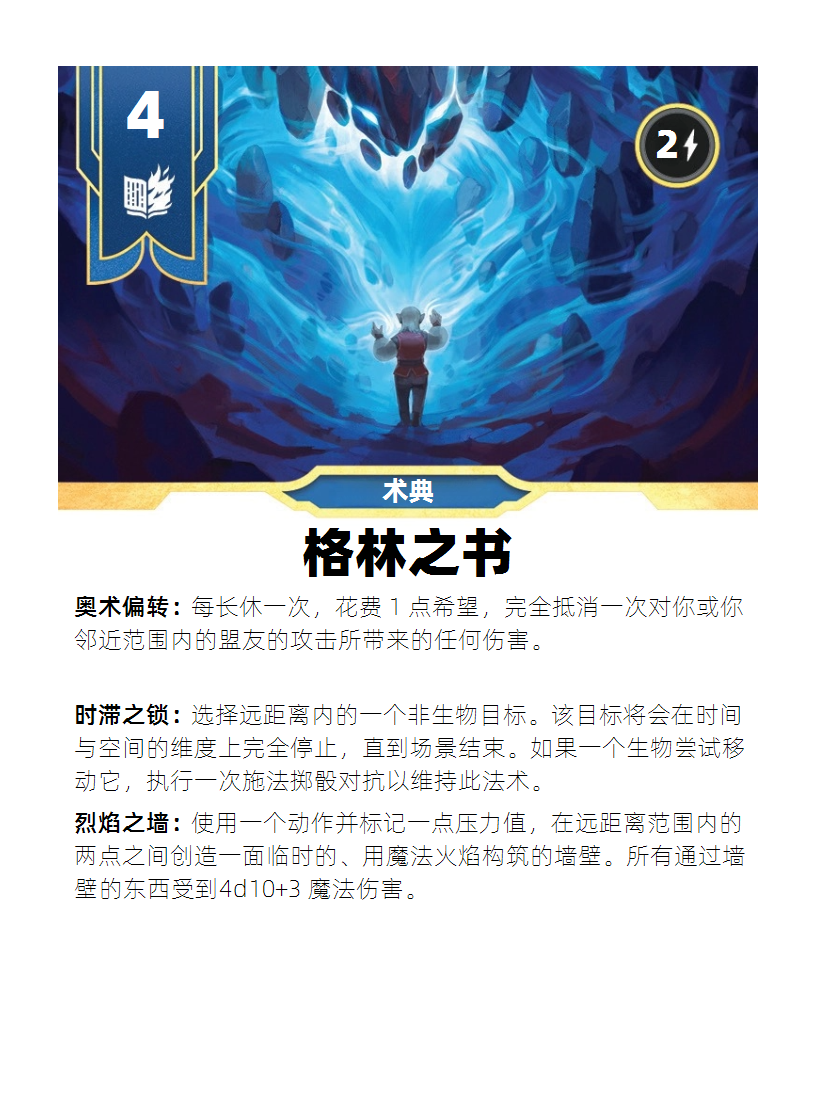 4
2
术典
格林之书
奥术偏转：每长休一次，花费 1 点希望，完全抵消一次对你或你
邻近范围内的盟友的攻击所带来的任何伤害。
时滞之锁：选择远距离内的一个非生物目标。该目标将会在时间
与空间的维度上完全停止，直到场景结束。如果一个生物尝试移
动它，执行一次施法掷骰对抗以维持此法术。
烈焰之墙：使用一个动作并标记一点压力值，在远距离范围内的
两点之间创造一面临时的、用魔法火焰构筑的墙壁。所有通过墙
壁的东西受到4d10+3 魔法伤害。